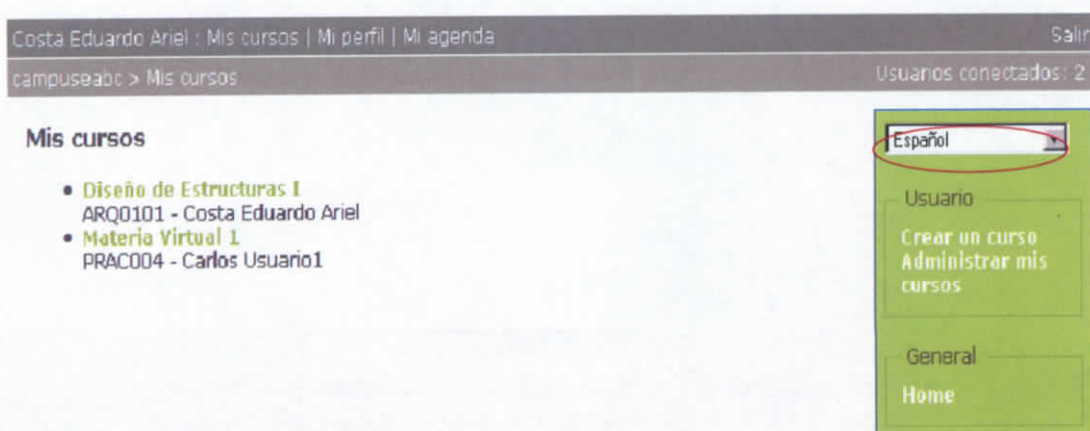 Costa Eduardo Ariel : Mis cursos | Mi perfil | Mi agenda
Salir
campuseabc > Mis cursos
Usuarios conectados: 2
Mis cursos
• Diseño de Estructuras I
ARQ0101 - Costa Eduardo Ariel
• Materia Virtual 1
PRAC004 - Carlos Usuario1
Español
Usuario
Crear un curso
Administrar mis
cursos
General
Home